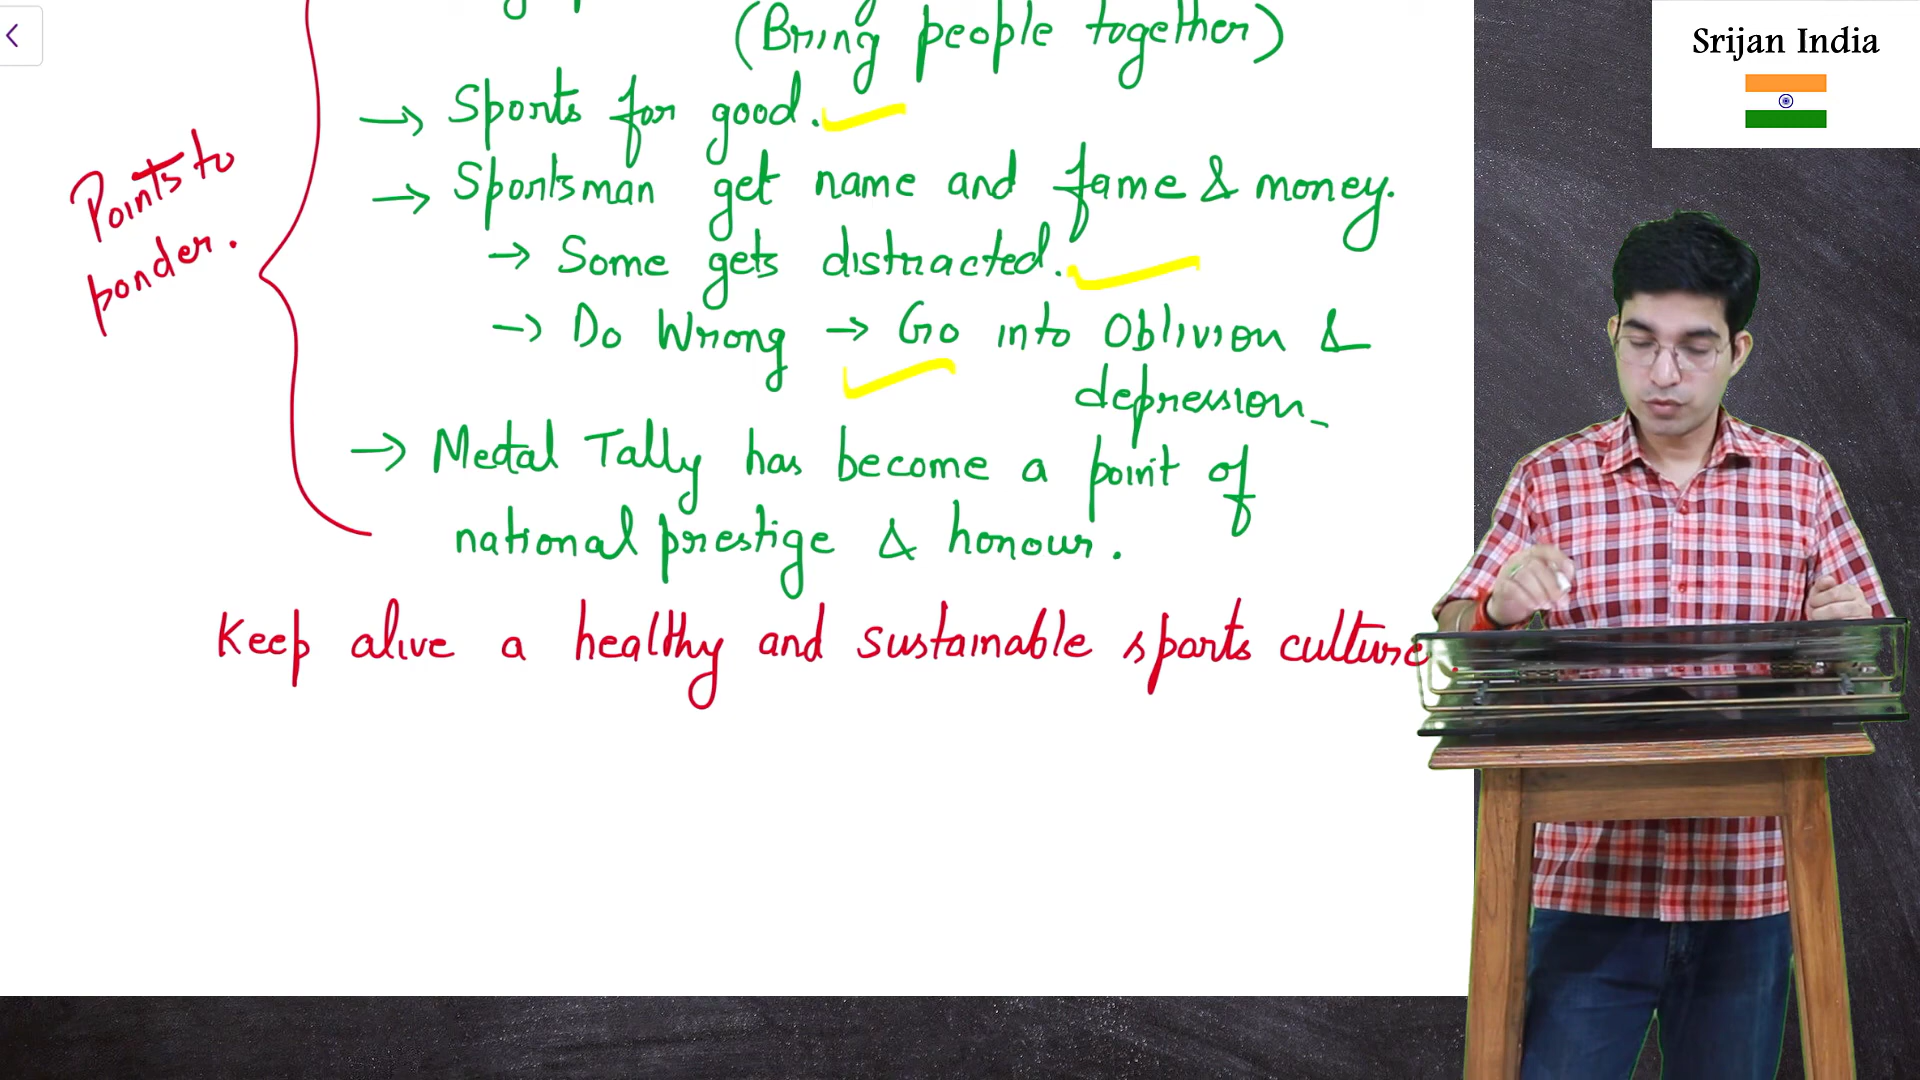 (Bring people together)
→ Sports for good.
→ Sportsman get name and fame & money.
→ Some gets distracted.
→ Do Wrong → Go into Oblivion &
depression
→ Medal Tally has become a point of
national prestige & honour.
Points to
ponder.
Keep alive a healthy and sustainable sports culture.
Srijan India